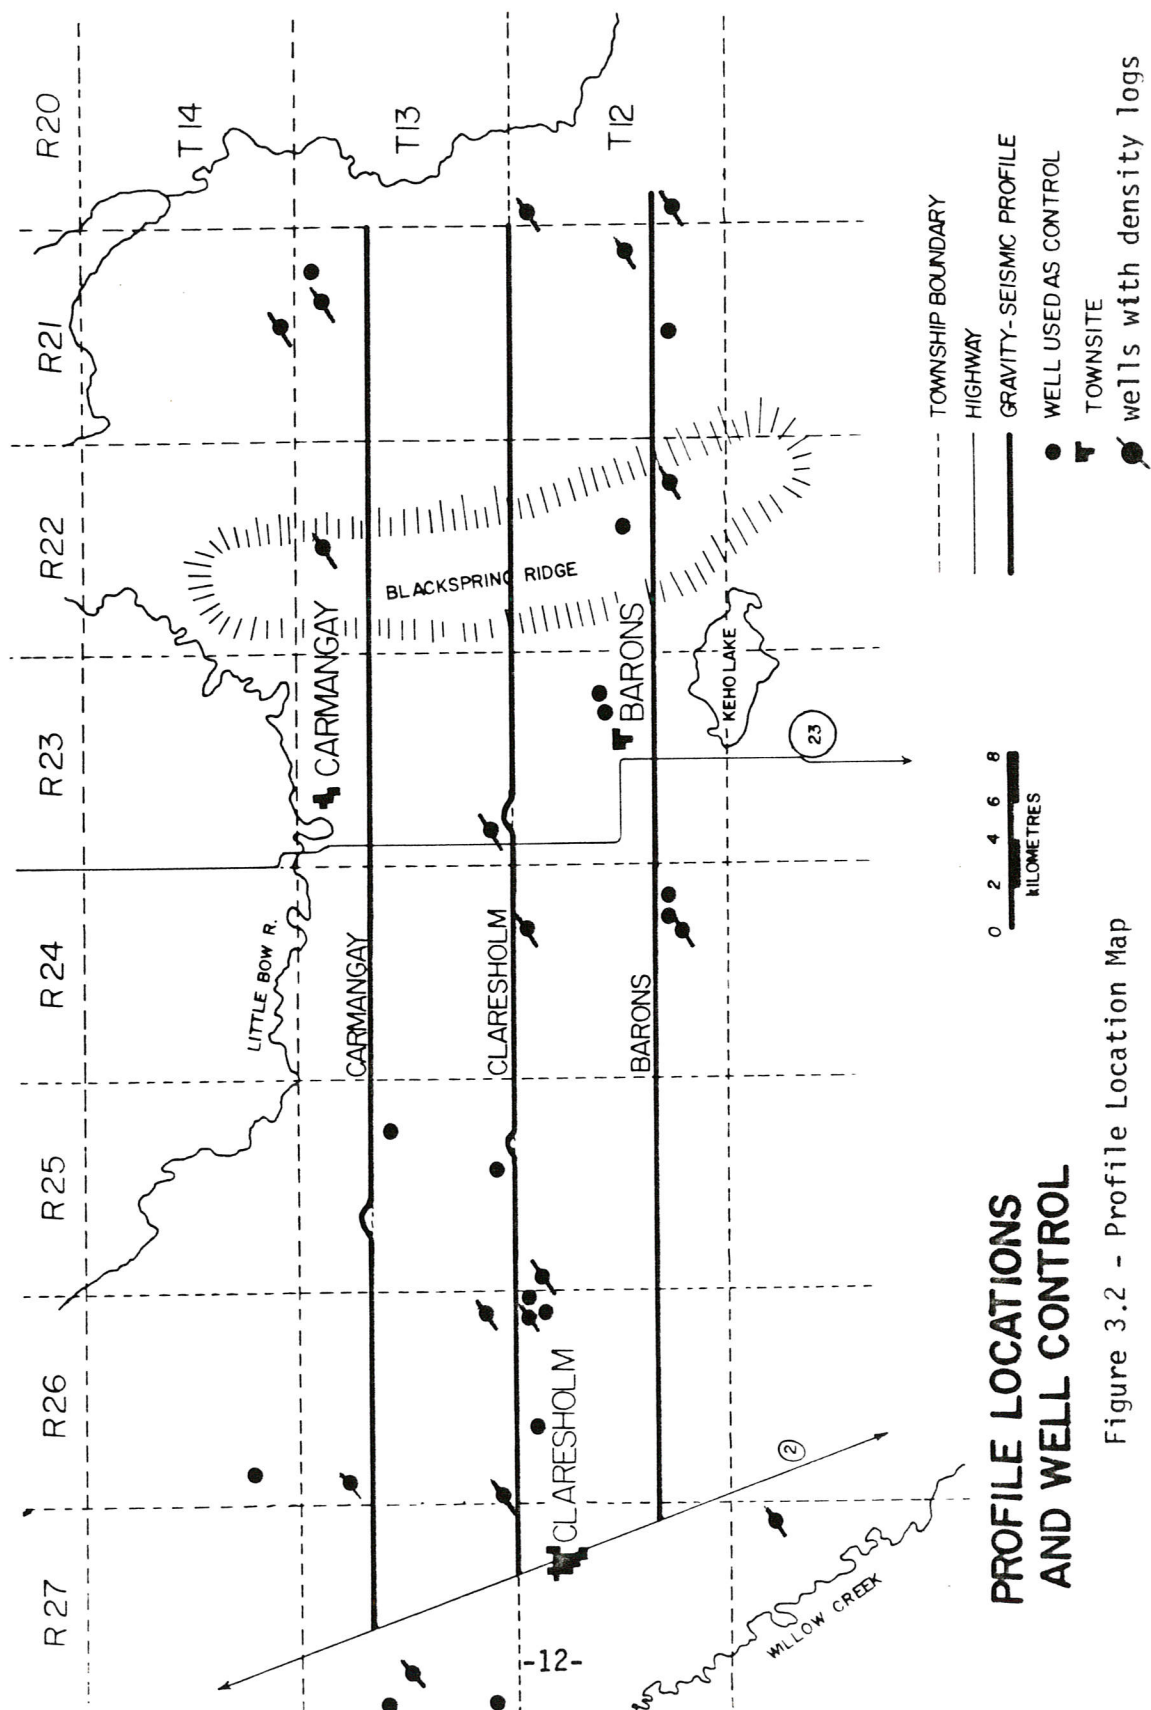 R27
R26
R25
R24
R23
R22
R21
R20
T14
T13
T12
LITTLE BOW R.
CARMANGAY
CARMANGAY
BLACKSPRING RIDGE
CLARESHOLM
CLARESHOLM
BARONS
BARONS
KEHO LAKE
23
2
WILLOW CREEK
-12-
TOWNSHIP BOUNDARY
HIGHWAY
GRAVITY-SEISMIC PROFILE
WELL USED AS CONTROL
TOWNSITE
wells with density logs
0 2 4 6 8
KILOMETRES
PROFILE LOCATIONS
AND WELL CONTROL
Figure 3.2 - Profile Location Map